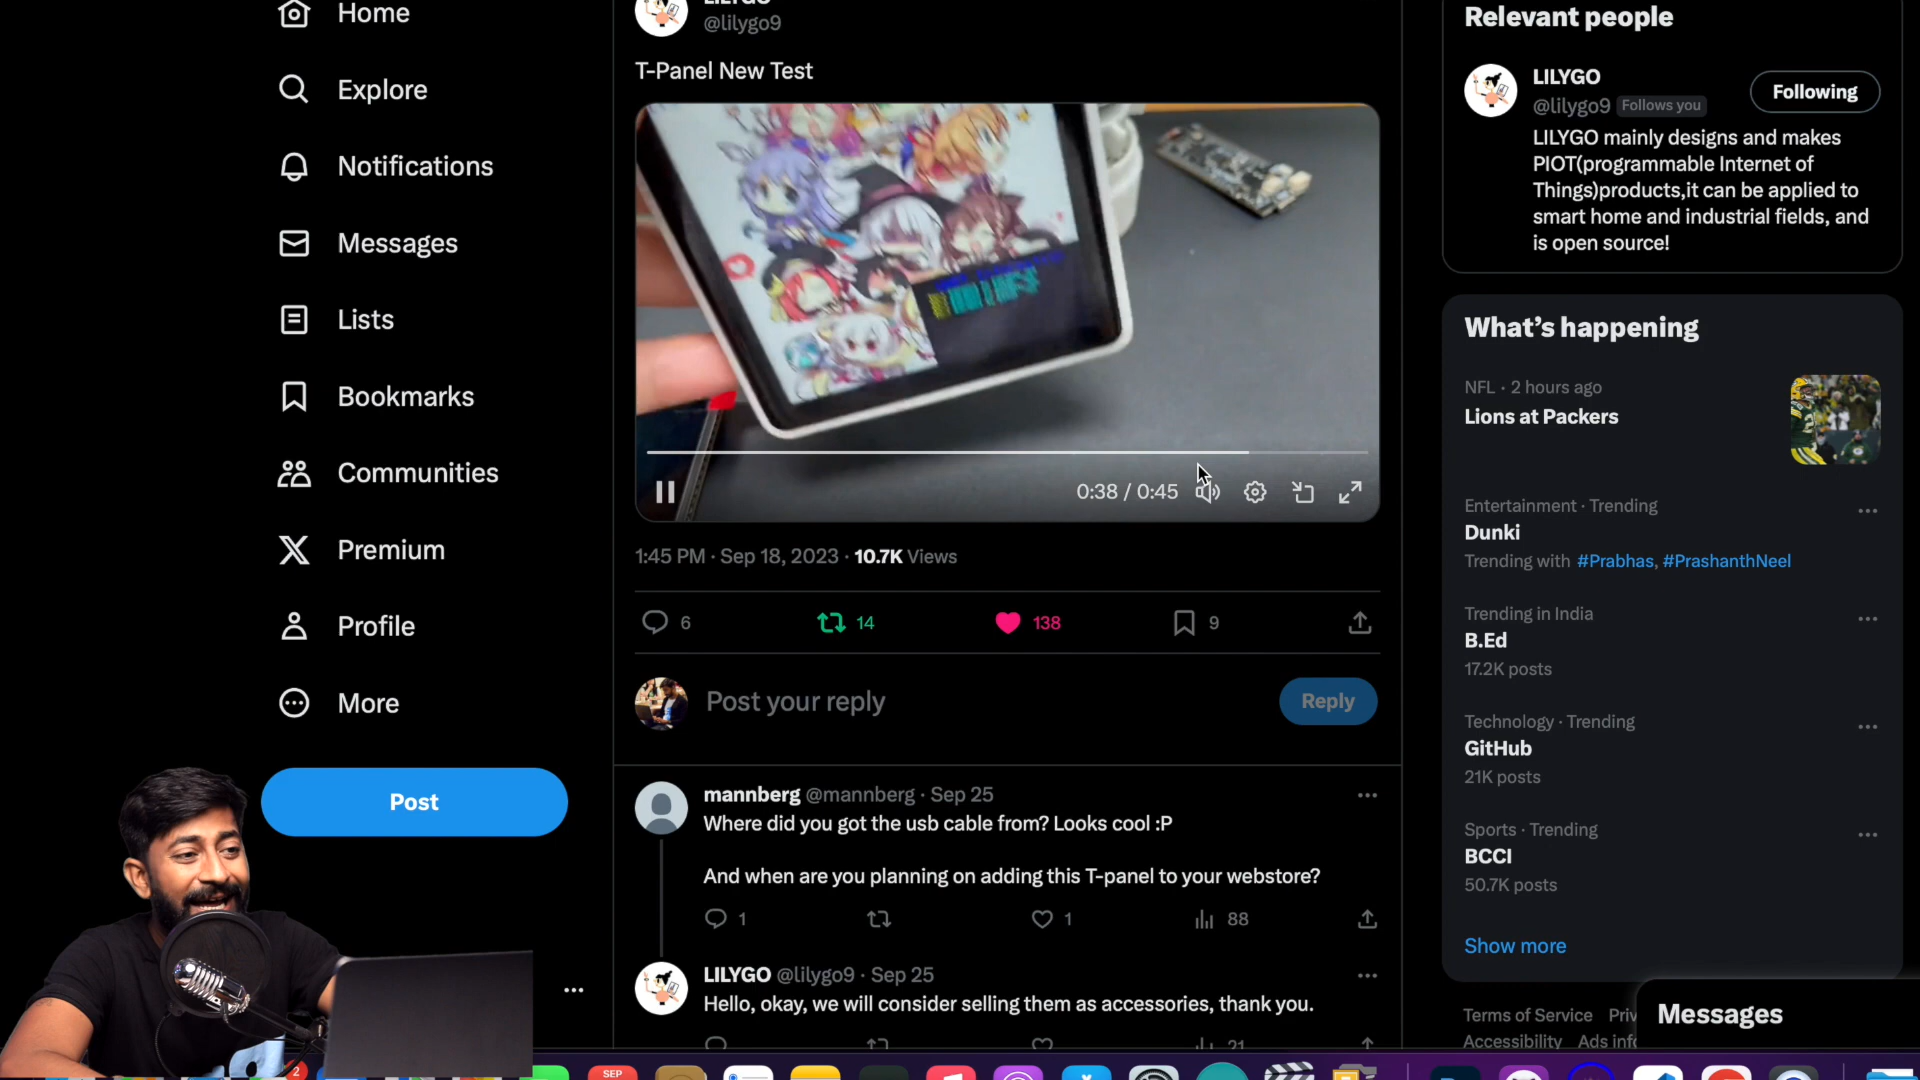 Home
Explore
Notifications
Messages
Lists
Bookmarks
Communities
Premium
Profile
More
Post
LILYGO
@lilygo9
T-Panel New Test
0:38 / 0:45
1:45 PM · Sep 18, 2023 · 10.7K Views
6 14 138 9
Post your reply
Reply
mannberg @mannberg · Sep 25
Where did you got the usb cable from? Looks cool :P
And when are you planning on adding this T-panel to your webstore?
1 1 88
LILYGO @lilygo9 · Sep 25
Hello, okay, we will consider selling them as accessories, thank you.
21
Relevant people
LILYGO
@lilygo9 Follows you
Following
LILYGO mainly designs and makes
PIOT(programmable Internet of
Things)products,it can be applied to
smart home and industrial fields, and
is open source!
What's happening
NFL · 2 hours ago
Lions at Packers
Entertainment · Trending
Dunki
Trending with #Prabhas, #PrashanthNeel
Trending in India
B.Ed
17.2K posts
Technology · Trending
GitHub
21K posts
Sports · Trending
BCCI
50.7K posts
Show more
Terms of Service Priv
Accessibility Ads info
Messages
2
SEP